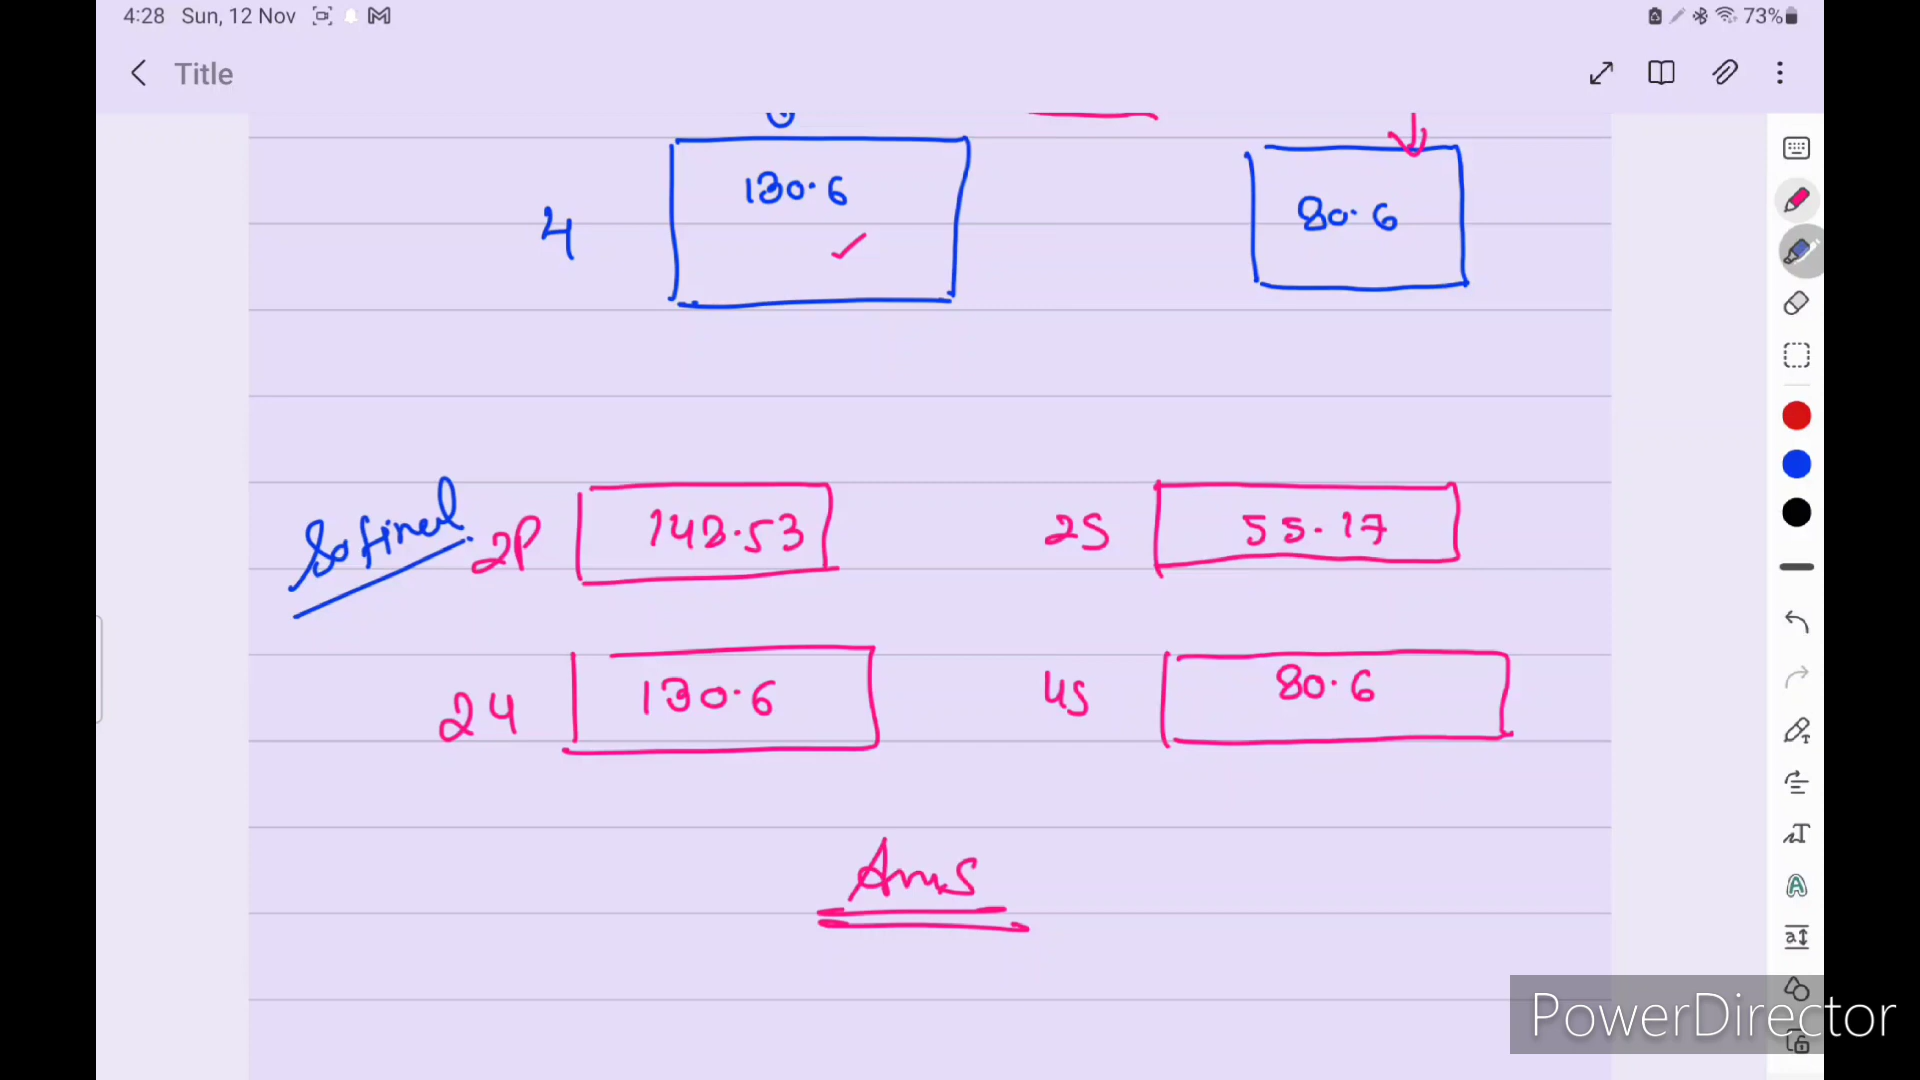 4:28 Sun, 12 Nov 73%
Title
4 130.6 80.6
So final
2P 143.53 2S 55.17
24 130.6 4S 80.6
Ans
PowerDirector